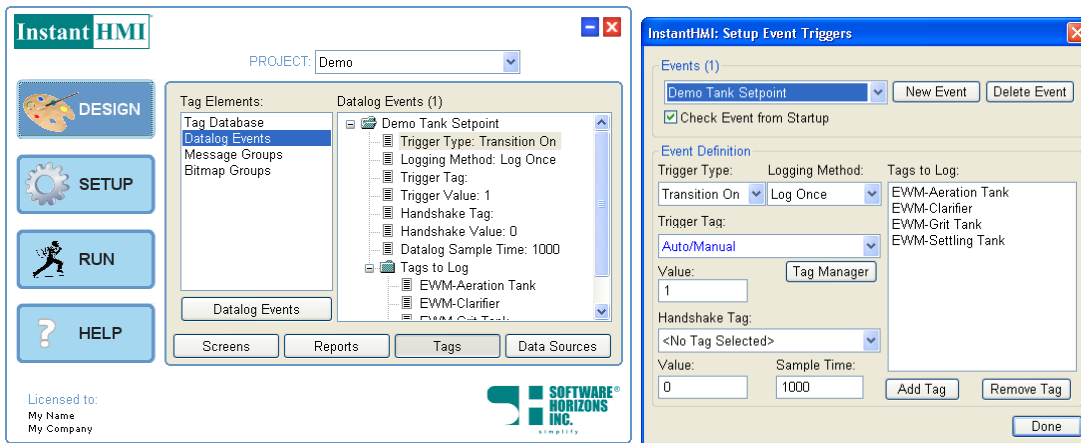 Instant HMI
PROJECT: Demo
DESIGN
SETUP
RUN
HELP
Tag Elements:
Tag Database
Datalog Events
Message Groups
Bitmap Groups
Datalog Events
Datalog Events (1)
Demo Tank Setpoint
Trigger Type: Transition On
Logging Method: Log Once
Trigger Tag:
Trigger Value: 1
Handshake Tag:
Handshake Value: 0
Datalog Sample Time: 1000
Tags to Log
EWM-Aeration Tank
EWM-Clarifier
EWM-Grit Tank
Screens
Reports
Tags
Data Sources
Licensed to:
My Name
My Company
SOFTWARE®
HORIZONS
INC.
simplify
InstantHMI: Setup Event Triggers
Events (1)
Demo Tank Setpoint
New Event
Delete Event
Check Event from Startup
Event Definition
Trigger Type:
Logging Method:
Transition On
Log Once
Trigger Tag:
Auto/Manual
Value:
Tag Manager
1
Handshake Tag:
<No Tag Selected>
Value:
Sample Time:
0
1000
Tags to Log:
EWM-Aeration Tank
EWM-Clarifier
EWM-Grit Tank
EWM-Settling Tank
Add Tag
Remove Tag
Done